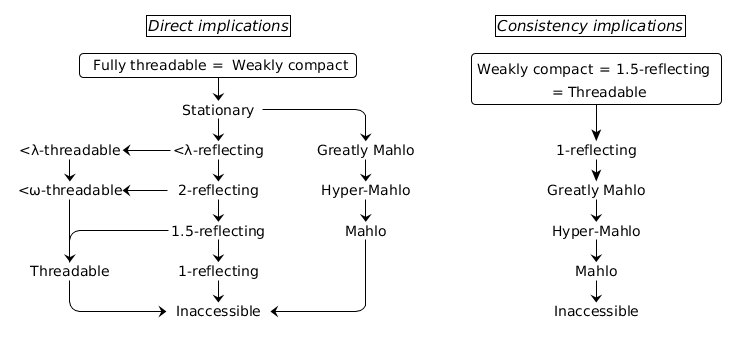 Direct implications
Fully threadable = Weakly compact
Stationary
<λ-threadable
<λ-reflecting
Greatly Mahlo
<ω-threadable
2-reflecting
Hyper-Mahlo
1.5-reflecting
Mahlo
Threadable
1-reflecting
Inaccessible
Consistency implications
Weakly compact = 1.5-reflecting
= Threadable
1-reflecting
Greatly Mahlo
Hyper-Mahlo
Mahlo
Inaccessible